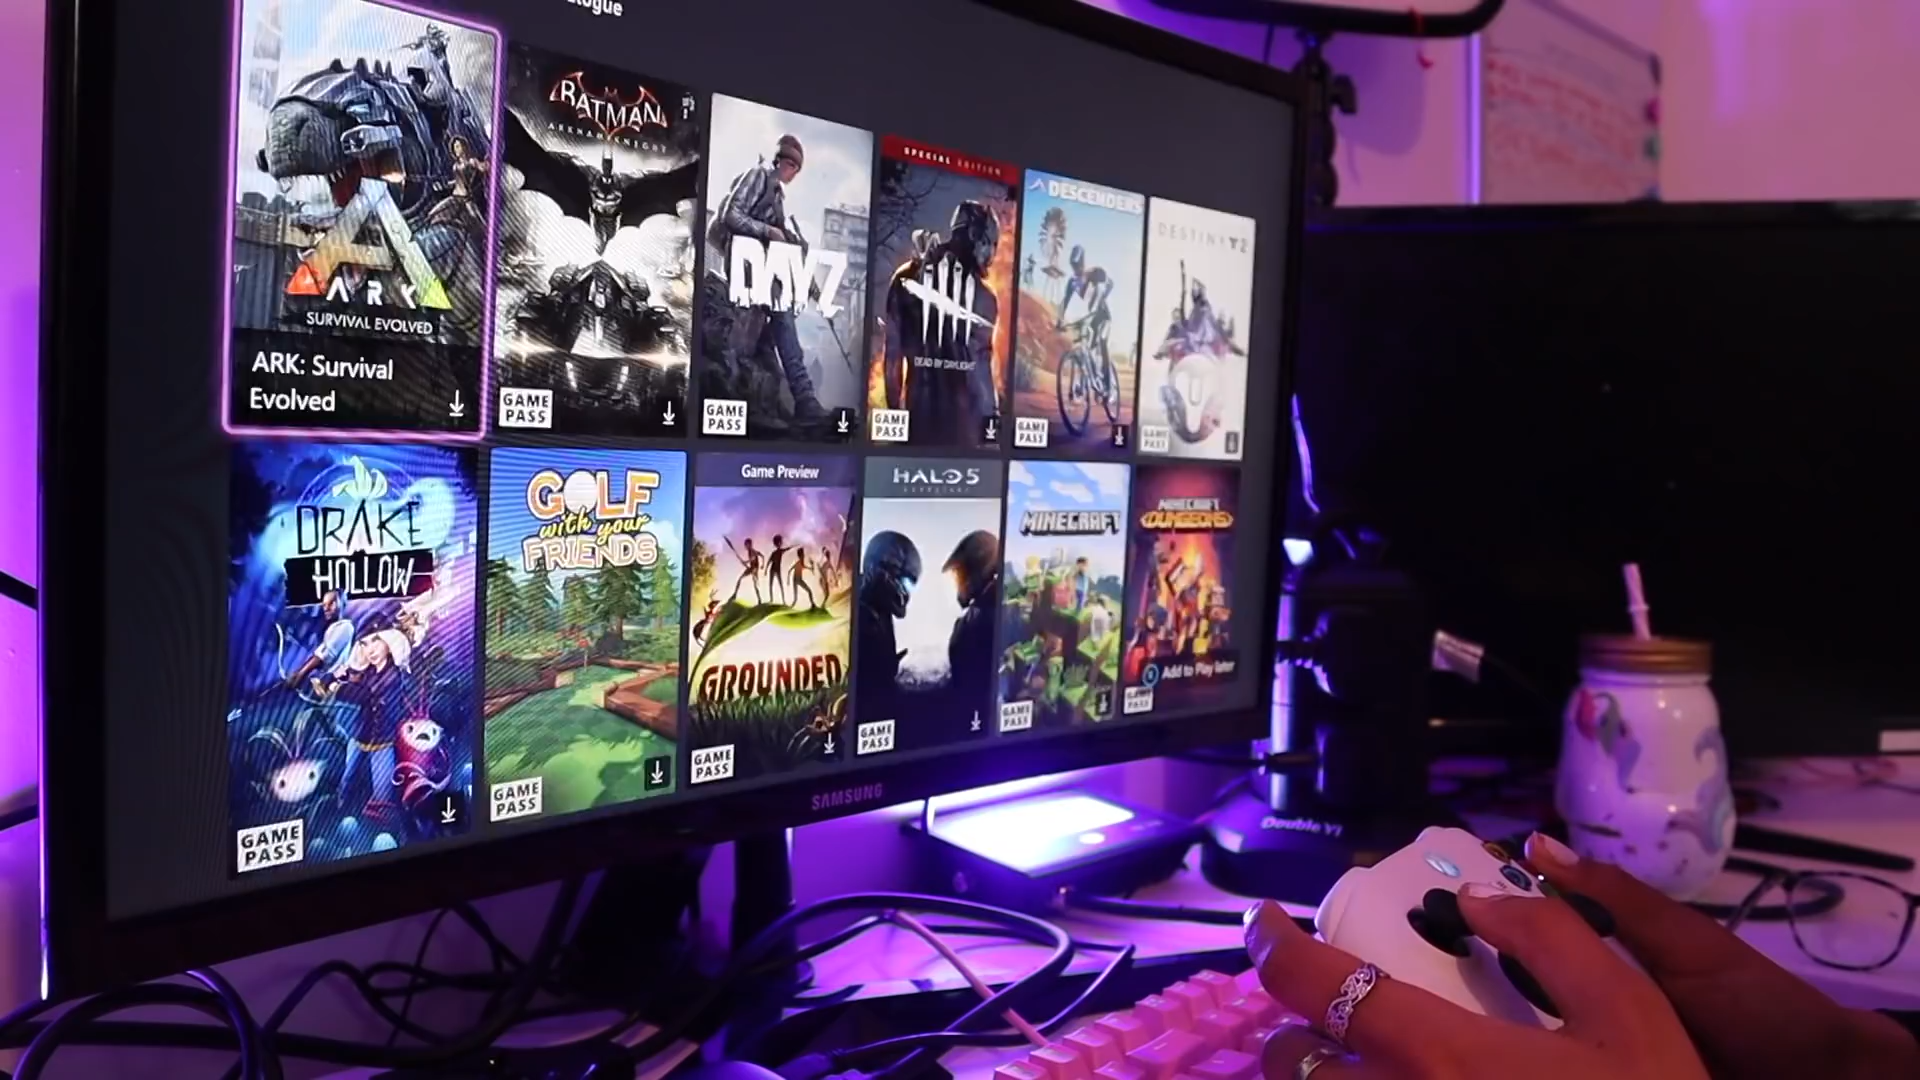 BATMAN
ARKHAM KNIGHT
SPECIAL EDITION
DESCENDERS
DESTINY 2
DAYZ
DEAD BY DAYLIGHT
ARK
SURVIVAL EVOLVED
ARK: Survival
Evolved
GAME
PASS
GAME
PASS
GAME
PASS
GAME
PASS
GAME
PASS
DRAKE
HOLLOW
GOLF
with your
FRIENDS
Game Preview
GROUNDED
HALO 5
MINECRAFT
MINECRAFT
DUNGEONS
Add to Play later
GAME
PASS
GAME
PASS
GAME
PASS
GAME
PASS
GAME
PASS
GAME
PASS
SAMSUNG